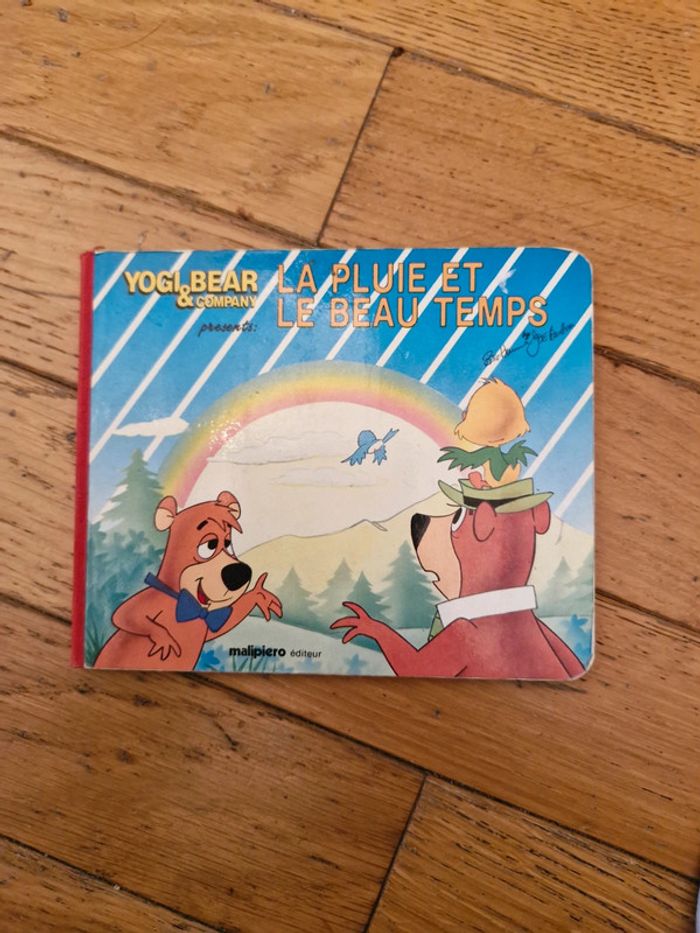 YOGI BEAR
& COMPANY
presents:
LA PLUIE ET
LE BEAU TEMPS
malipiero éditeur